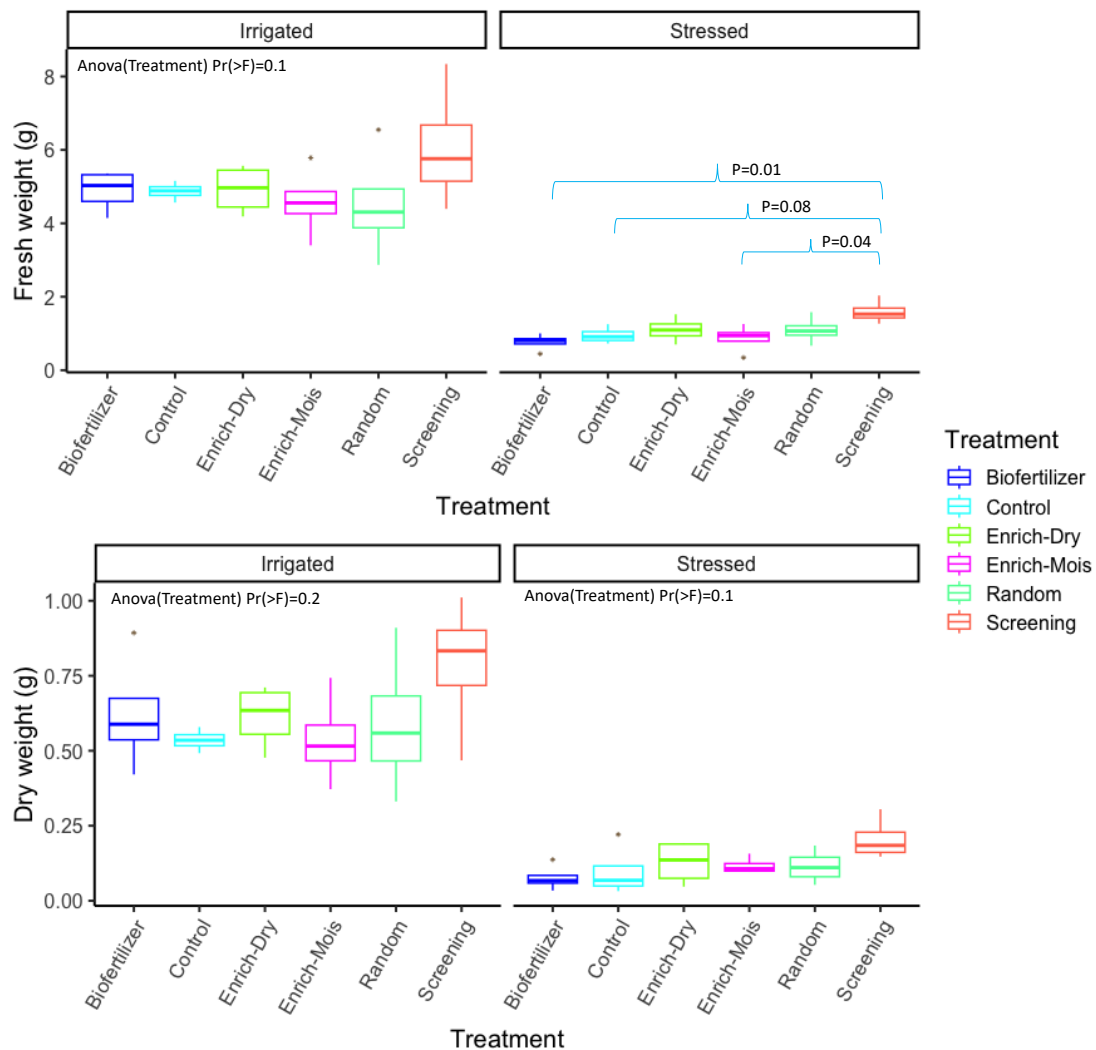 Irrigated
Stressed
Anova(Treatment) Pr(>F)=0.1
Fresh weight (g)
8
6
4
2
0
P=0.01
P=0.08
P=0.04
Biofertilizer
Control
Enrich-Dry
Enrich-Mois
Random
Screening
Biofertilizer
Control
Enrich-Dry
Enrich-Mois
Random
Screening
Treatment
Irrigated
Stressed
Anova(Treatment) Pr(>F)=0.2
Anova(Treatment) Pr(>F)=0.1
Dry weight (g)
1.00
0.75
0.50
0.25
0.00
Biofertilizer
Control
Enrich-Dry
Enrich-Mois
Random
Screening
Biofertilizer
Control
Enrich-Dry
Enrich-Mois
Random
Screening
Treatment
Treatment
Biofertilizer
Control
Enrich-Dry
Enrich-Mois
Random
Screening